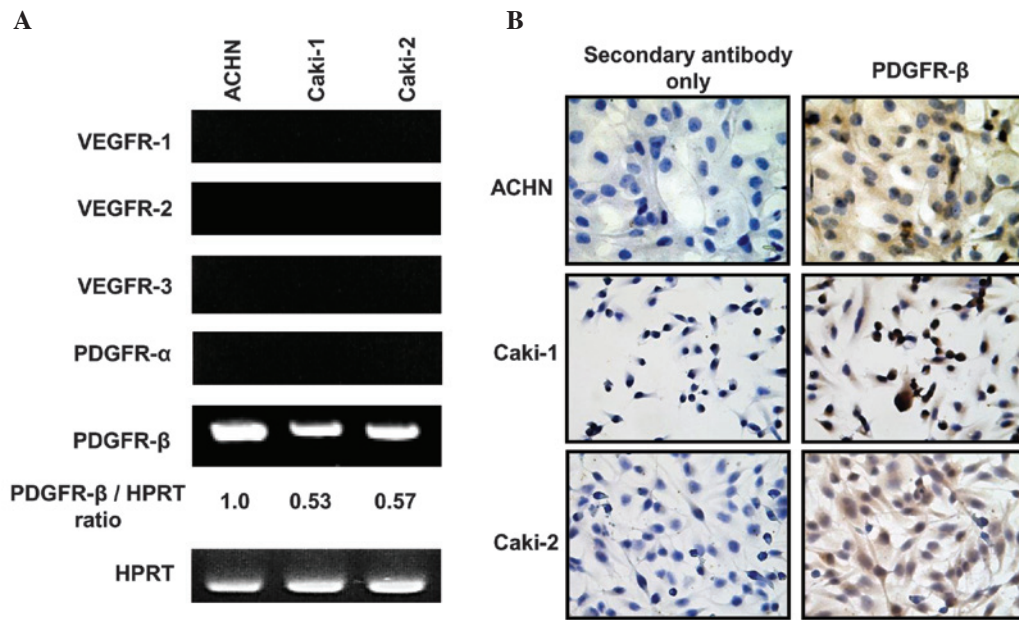 A
ACHN
Caki-1
Caki-2
VEGFR-1
VEGFR-2
VEGFR-3
PDGFR-α
PDGFR-β
PDGFR-β / HPRT
ratio
1.0 0.53 0.57
HPRT
B
Secondary antibody
only
PDGFR-β
ACHN
Caki-1
Caki-2